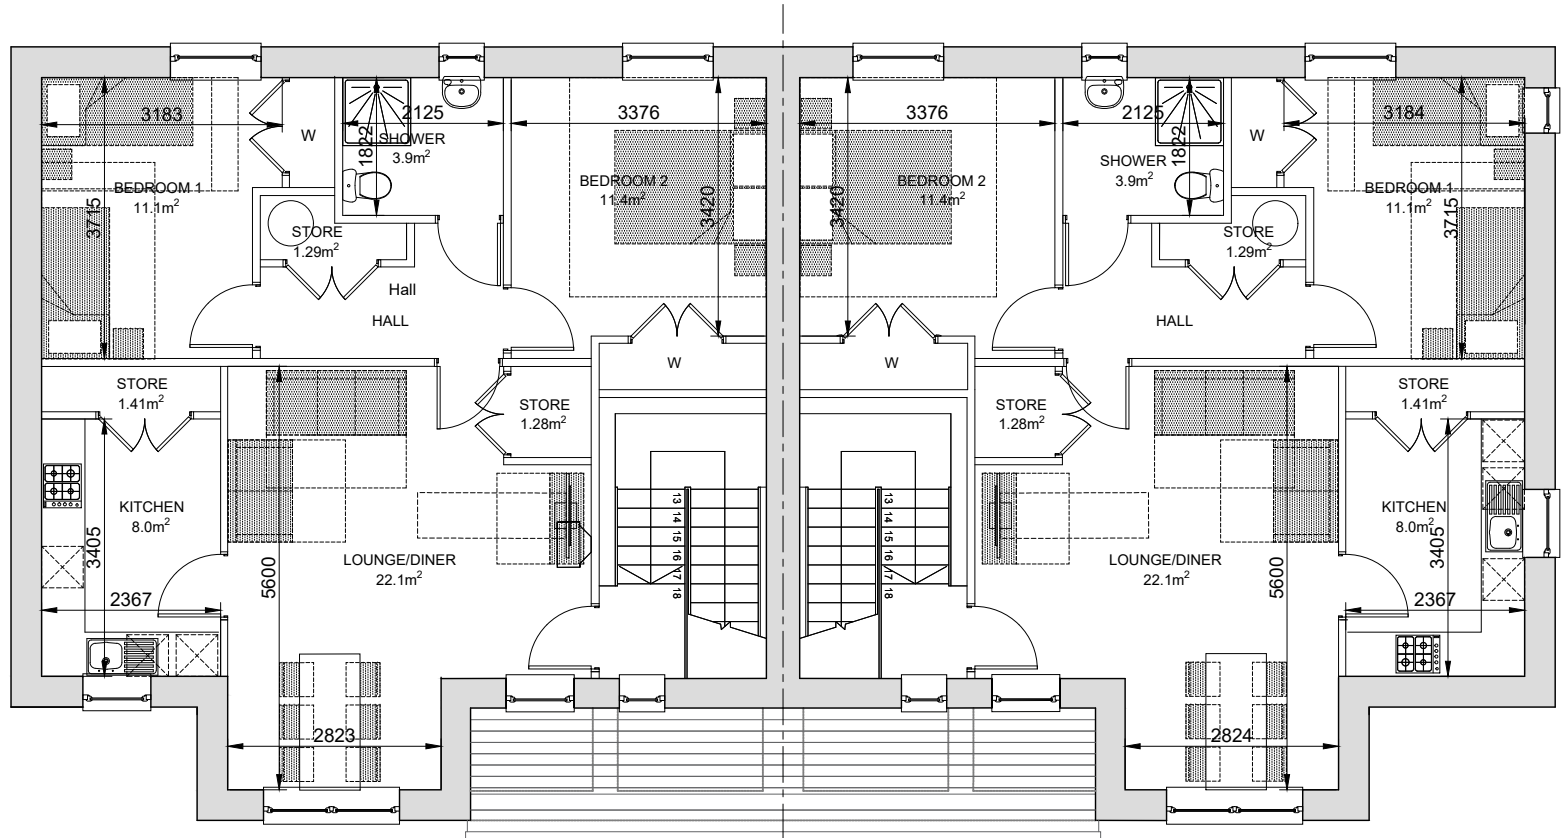 3183
W
2125
SHOWER
3.9m²
1822
3376
3376
2125
SHOWER
3.9m²
1822
W
3184
BEDROOM 1
11.1m²
3715
BEDROOM 2
11.4m²
3420
BEDROOM 2
11.4m²
3420
BEDROOM 1
11.1m²
3715
STORE
1.29m²
STORE
1.29m²
Hall
HALL
HALL
W
W
STORE
1.41m²
STORE
1.28m²
STORE
1.28m²
STORE
1.41m²
KITCHEN
8.0m²
3405
LOUNGE/DINER
22.1m²
5600
13
14
15
16
17
18
13
14
15
16
17
18
LOUNGE/DINER
22.1m²
5600
KITCHEN
8.0m²
3405
2367
2367
2823
2824